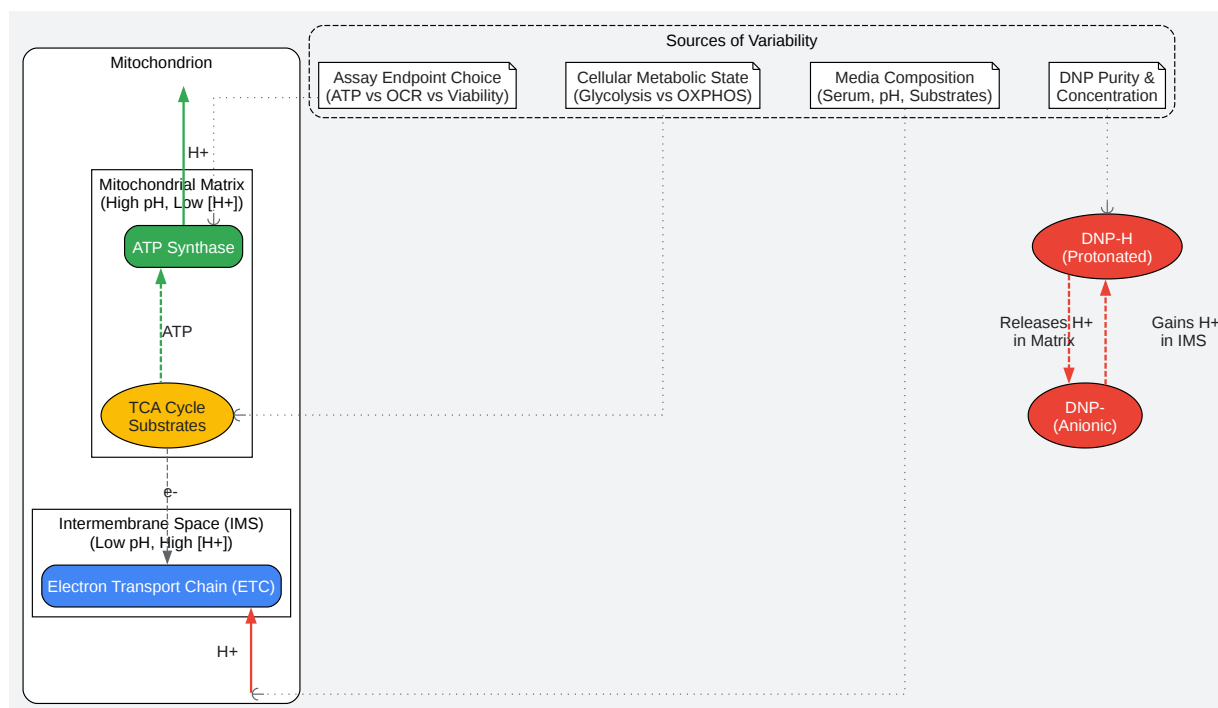 Sources of Variability
Mitochondrion
Assay Endpoint Choice
(ATP vs OCR vs Viability)
Cellular Metabolic State
(Glycolysis vs OXPHOS)
Media Composition
(Serum, pH, Substrates)
DNP Purity &
Concentration
H+
Mitochondrial Matrix
(High pH, Low [H+])
ATP Synthase
DNP-H
(Protonated)
ATP
Releases H+
in Matrix
Gains H+
in IMS
TCA Cycle
Substrates
DNP-
(Anionic)
e-
Intermembrane Space (IMS)
(Low pH, High [H+])
Electron Transport Chain (ETC)
H+